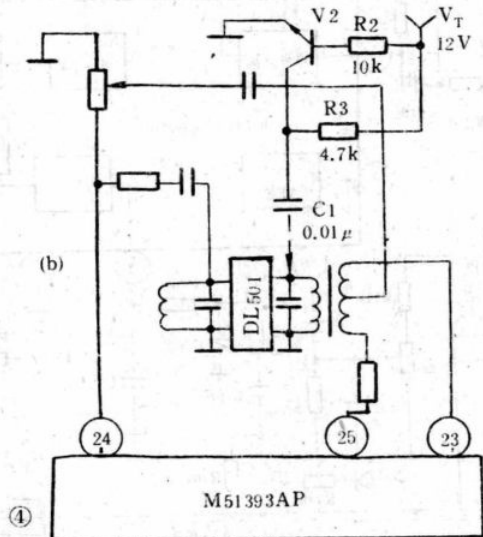 V2
R2
10k
V_T
12V
R3
4.7k
C1
0.01μ
(b)
DL501
24
25
23
M51393AP
④